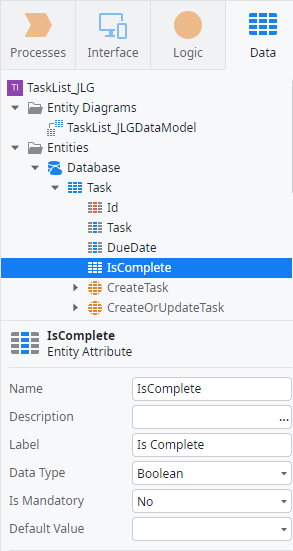 Processes Interface Logic Data
TI TaskList_JLG
Entity Diagrams
TaskList_JLGDataModel
Entities
Database
Task
Id
Task
DueDate
IsComplete
CreateTask
CreateOrUpdateTask
IsComplete
Entity Attribute
Name IsComplete
Description ...
Label Is Complete
Data Type Boolean
Is Mandatory No
Default Value